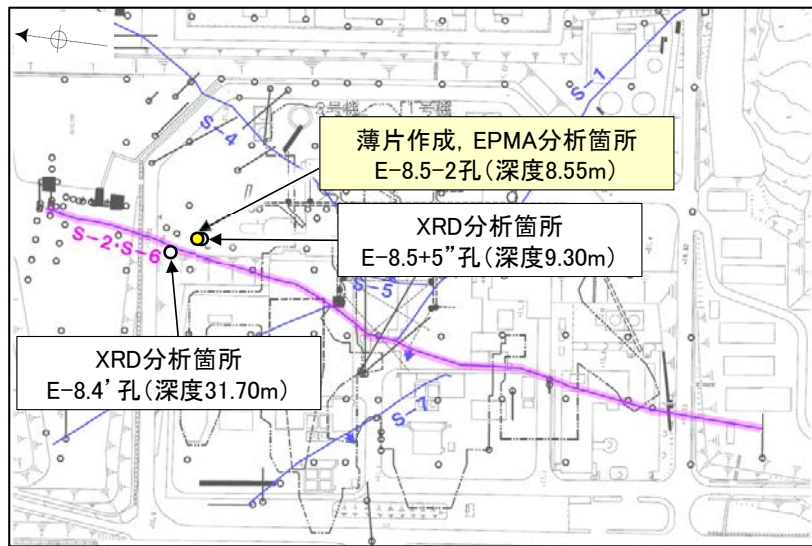 S-1
S-4
2号機
薄片作成, EPMA分析箇所
E-8.5-2孔(深度8.55m)
XRD分析箇所
E-8.5+5”孔(深度9.30m)
S-2・S-6
S-5
XRD分析箇所
E-8.4’孔(深度31.70m)
S-7